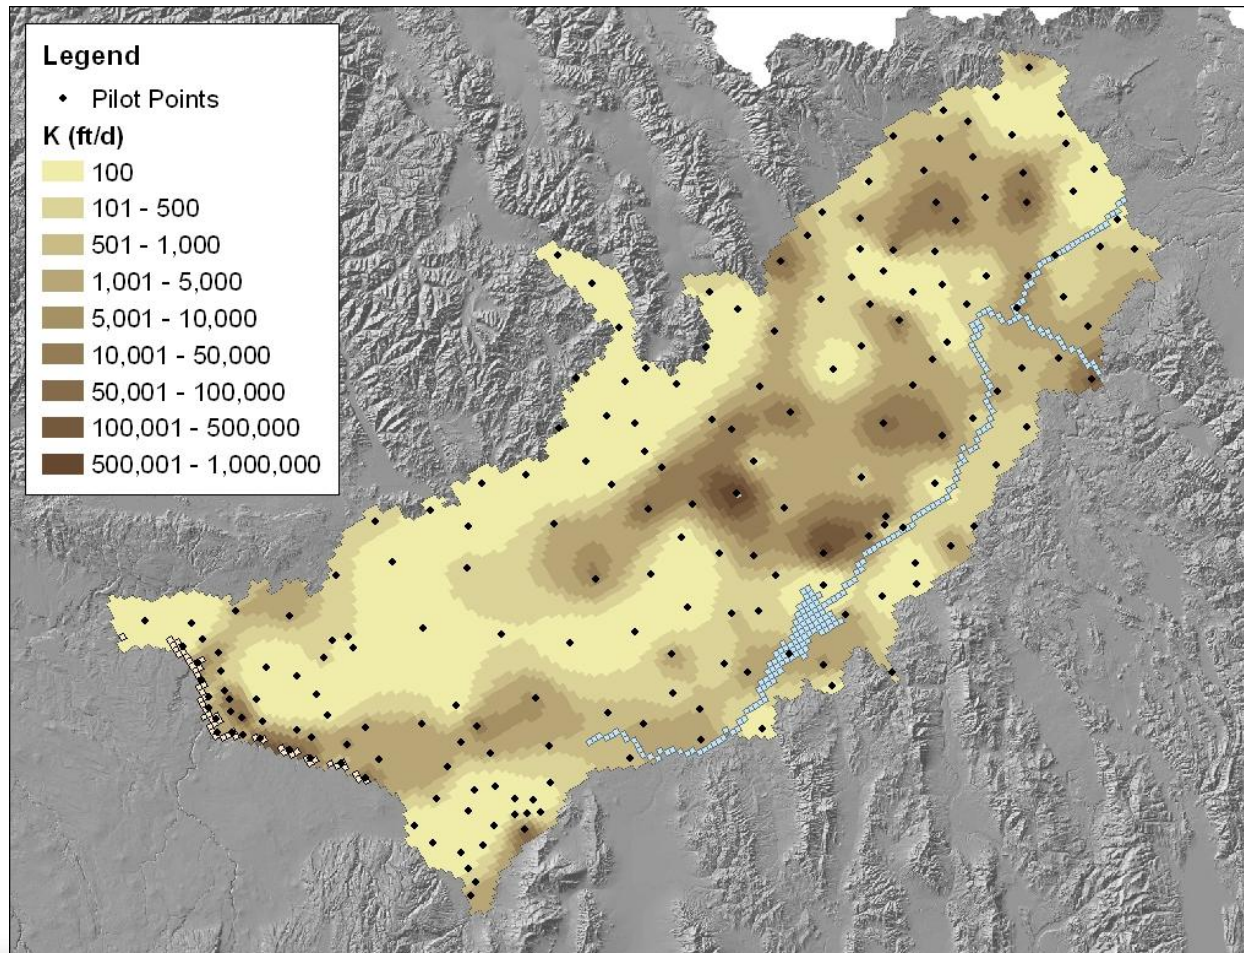 Legend
Pilot Points
K (ft/d)
100
101 - 500
501 - 1,000
1,001 - 5,000
5,001 - 10,000
10,001 - 50,000
50,001 - 100,000
100,001 - 500,000
500,001 - 1,000,000